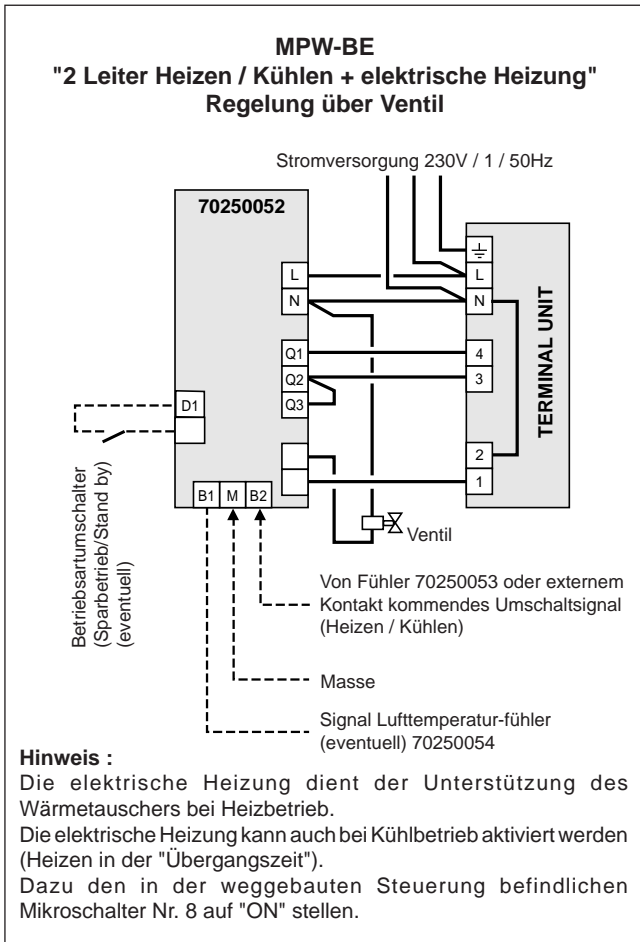 MPW-BE
"2 Leiter Heizen / Kühlen + elektrische Heizung"
Regelung über Ventil
Stromversorgung 230V / 1 / 50Hz
70250052
L
N
Q1
Q2
Q3
D1
B1 M B2
L
N
4
3
2
1
TERMINAL UNIT
Betriebsartumschalter
(Sparbetrieb/Stand by)
(eventuell)
Ventil
Von Fühler 70250053 oder externem
Kontakt kommendes Umschaltsignal
(Heizen / Kühlen)
Masse
Signal Lufttemperatur-fühler
(eventuell) 70250054
Hinweis :
Die elektrische Heizung dient der Unterstützung des
Wärmetauschers bei Heizbetrieb.
Die elektrische Heizung kann auch bei Kühlbetrieb aktiviert werden
(Heizen in der "Übergangszeit").
Dazu den in der weggebauten Steuerung befindlichen
Mikroschalter Nr. 8 auf "ON" stellen.